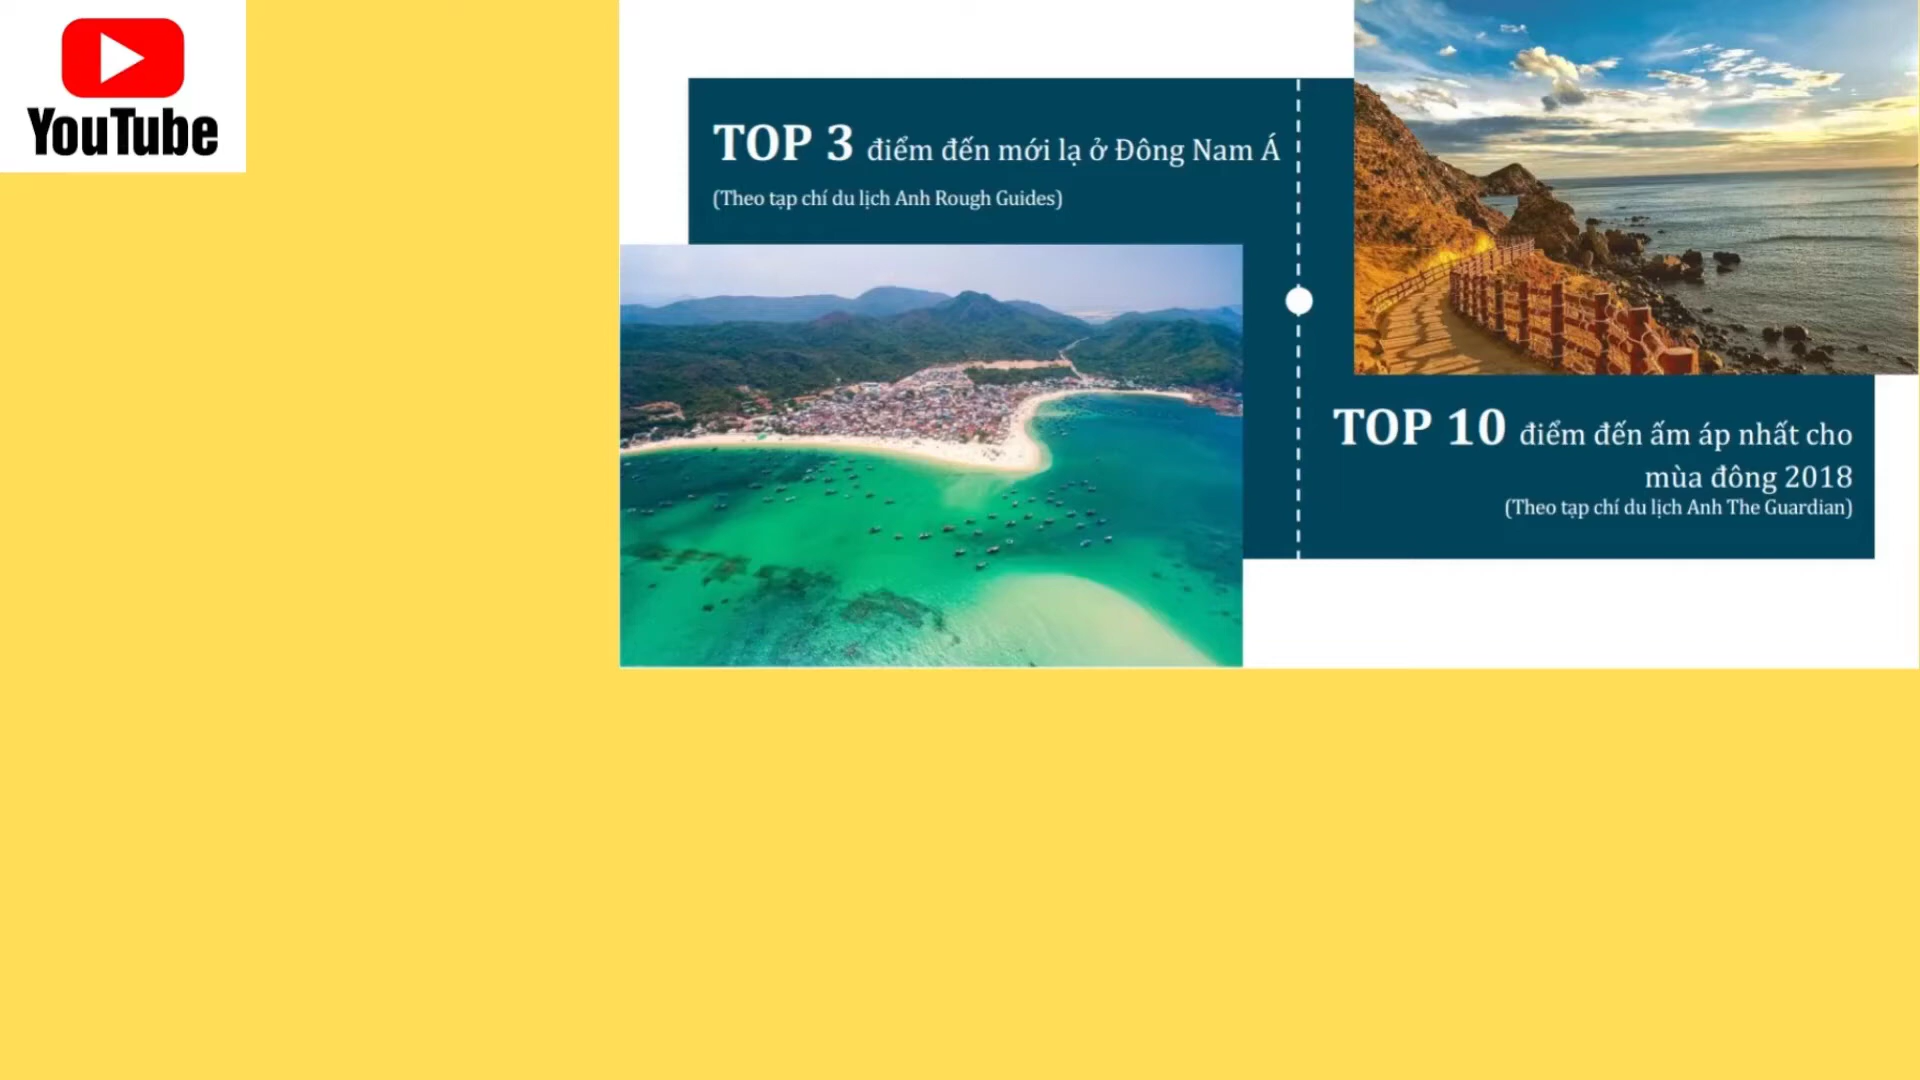 YouTube
TOP 3 điểm đến mới lạ ở Đông Nam Á
(Theo tạp chí du lịch Anh Rough Guides)
TOP 10 điểm đến ấm áp nhất cho
mùa đông 2018
(Theo tạp chí du lịch Anh The Guardian)